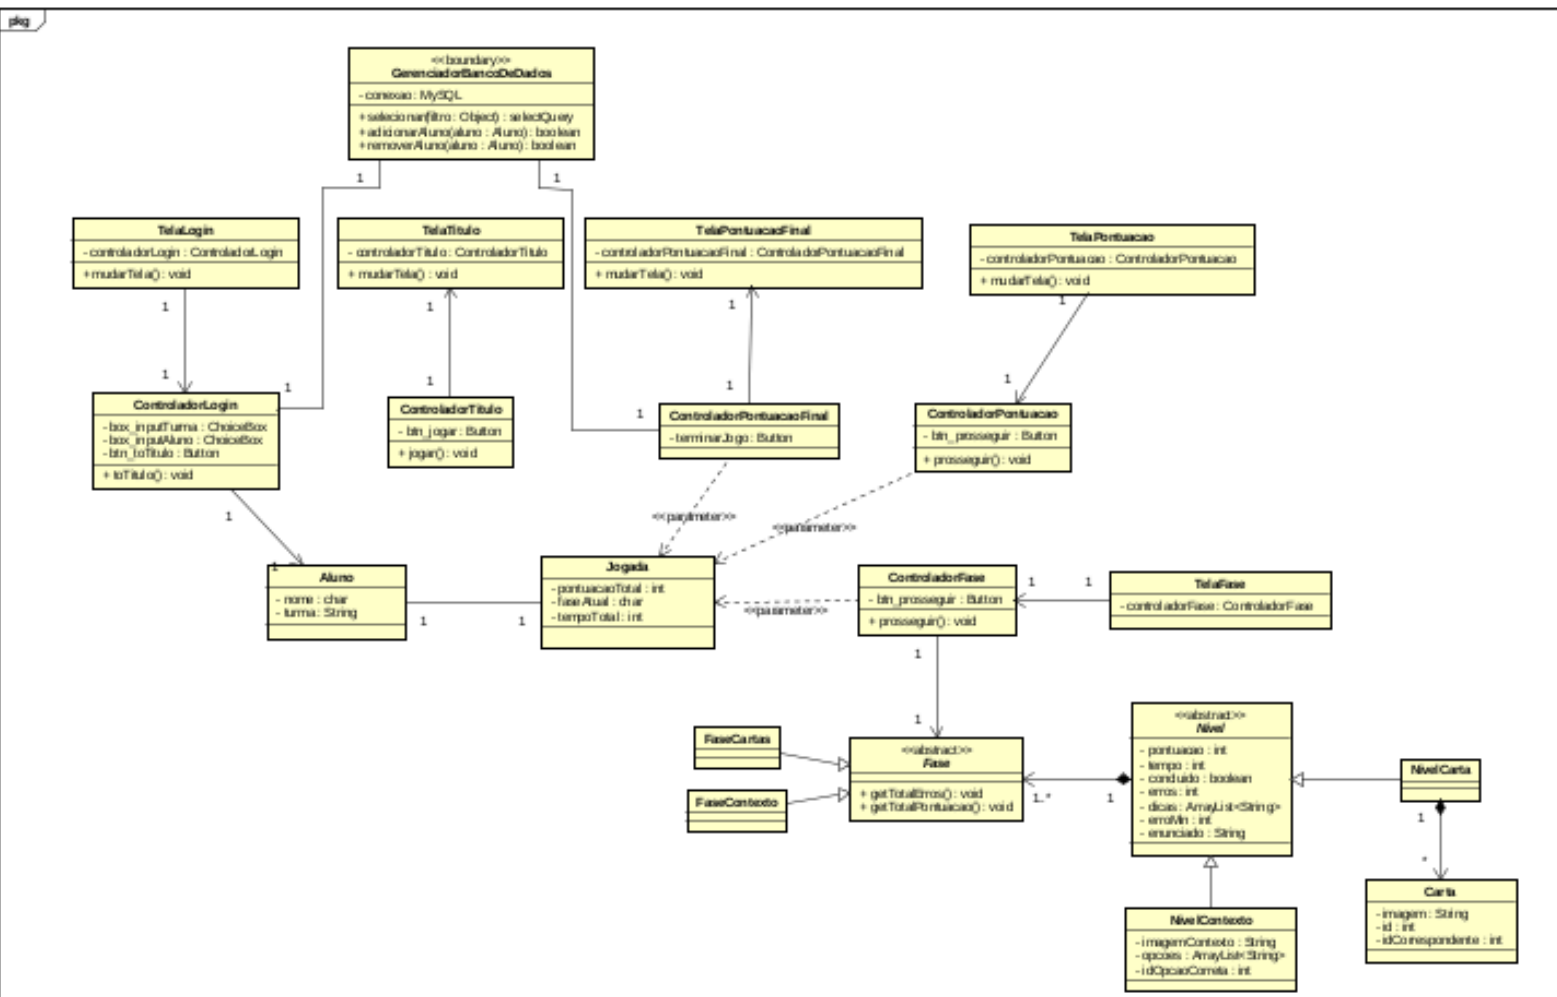 pkg
<<boundary>>
GerenciadorBancoDeDados
- conexao : MySQL
+ selecionar(filtro : Object) : selectQuery
+ adicionarAluno(aluno : Aluno) : boolean
+ removerAluno(aluno : Aluno) : boolean
1
1
TelaLogin
- controladorLogin : ControladorLogin
+ mudarTela() : void
TelaTitulo
- controladorTitulo : ControladorTitulo
+ mudarTela() : void
TelaPontuacaoFinal
- controladorPontuacaoFinal : ControladorPontuacaoFinal
+ mudarTela() : void
TelaPontuacao
- controladorPontuacao : ControladorPontuacao
+ mudarTela() : void
1
1
1
1
1
1
1
1
1
1
ControladorLogin
- box_inputTurma : ChoiceBox
- box_inputAluno : ChoiceBox
- btn_toTitulo : Button
+ toTitulo() : void
ControladorTitulo
- btn_jogar : Button
+ jogar() : void
ControladorPontuacaoFinal
- terminarJogo : Button
ControladorPontuacao
- btn_prosseguir : Button
+ prosseguir() : void
1
<<parameter>>
<<parameter>>
1
Aluno
- nome : char
- turma : String
1
1
Jogada
- pontuacaoTotal : int
- faseAtual : char
- tempoTotal : int
<<parameter>>
ControladorFase
- btn_prosseguir : Button
+ prosseguir() : void
1
1
TelaFase
- controladorFase : ControladorFase
1
1
FaseCartas
FaseContexto
<<abstract>>
Fase
+ getTotalErros() : void
+ getTotalPontuacao() : void
1..*
1
<<abstract>>
Nivel
- pontuacao : int
- tempo : int
- concluido : boolean
- erros : int
- dicas : ArrayList<String>
- erroMin : int
- enunciado : String
NivelCarta
1
*
Carta
- imagem : String
- id : int
- idCorrespondente : int
NivelContexto
- imagemContexto : String
- opcoes : ArrayList<String>
- idOpcaoCorreta : int